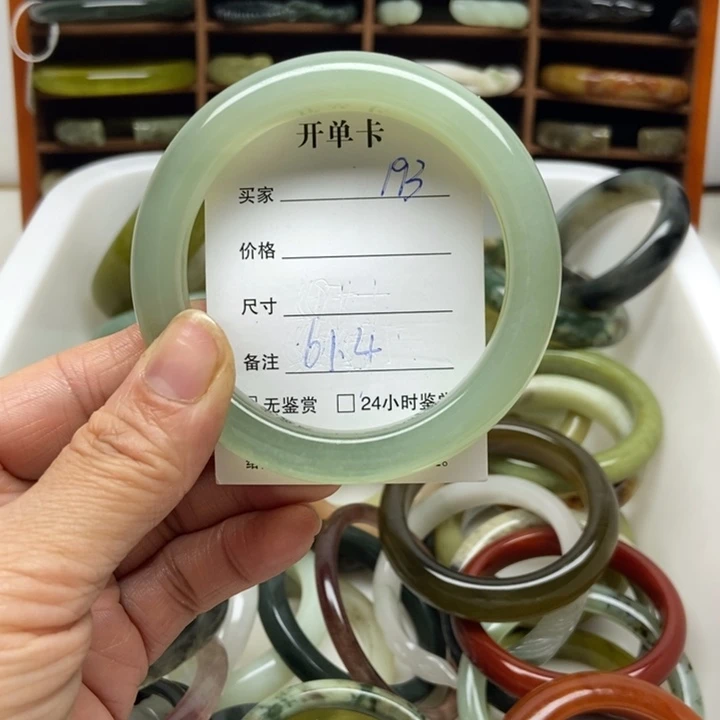 开单卡
买家 193
价格
尺寸
备注 61.4
无鉴赏 24小时鉴赏